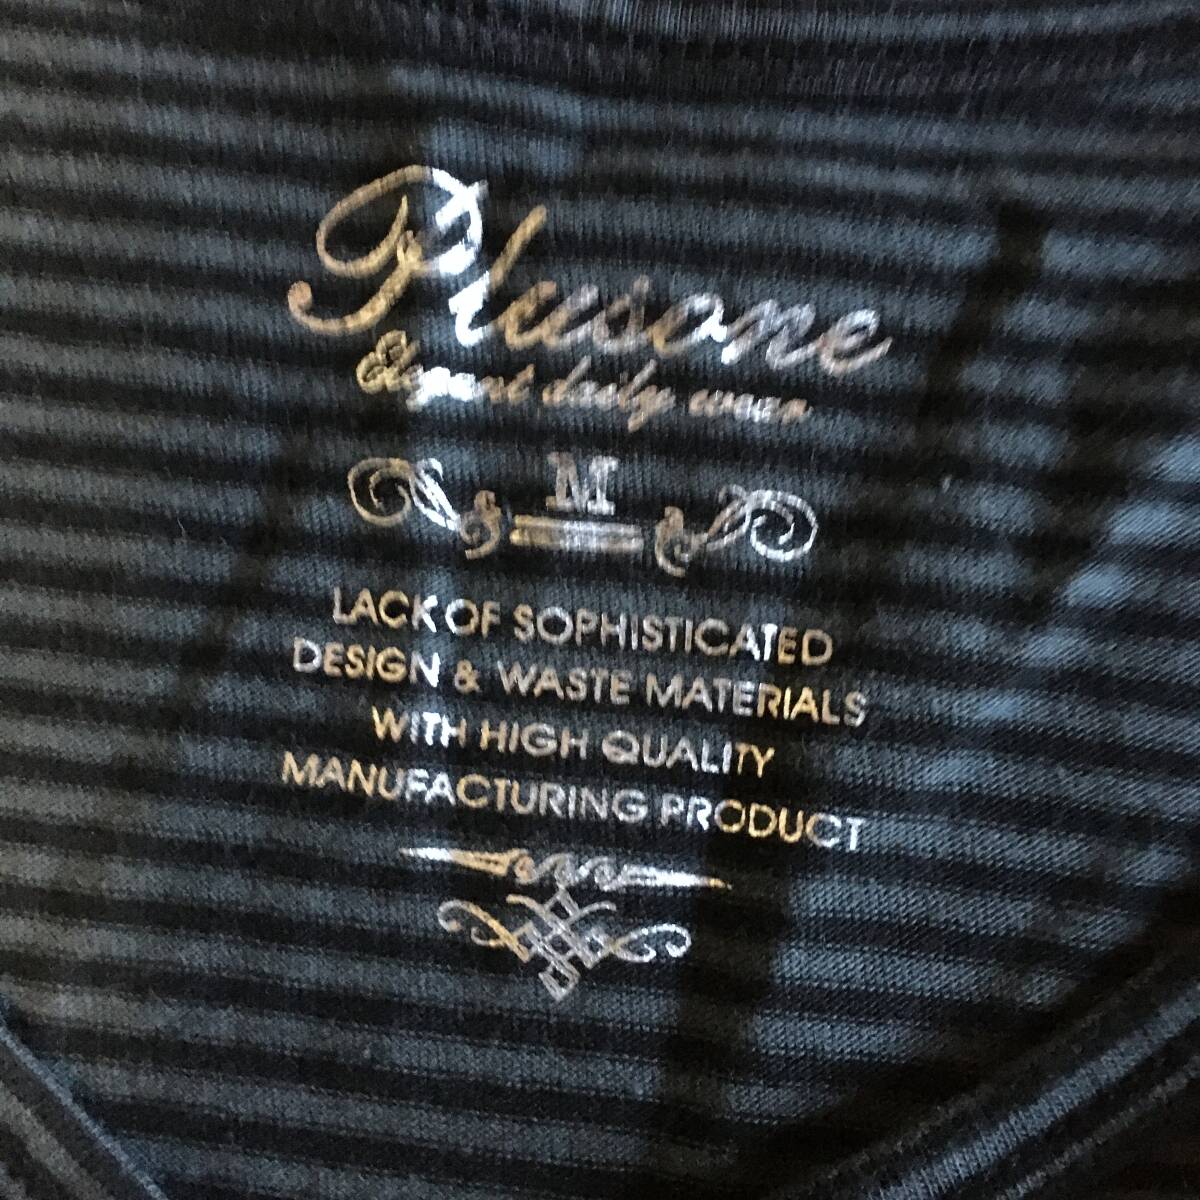 Plusone
Elegant daily wear
M
LACK OF SOPHISTICATED
DESIGN & WASTE MATERIALS
WITH HIGH QUALITY
MANUFACTURING PRODUCT